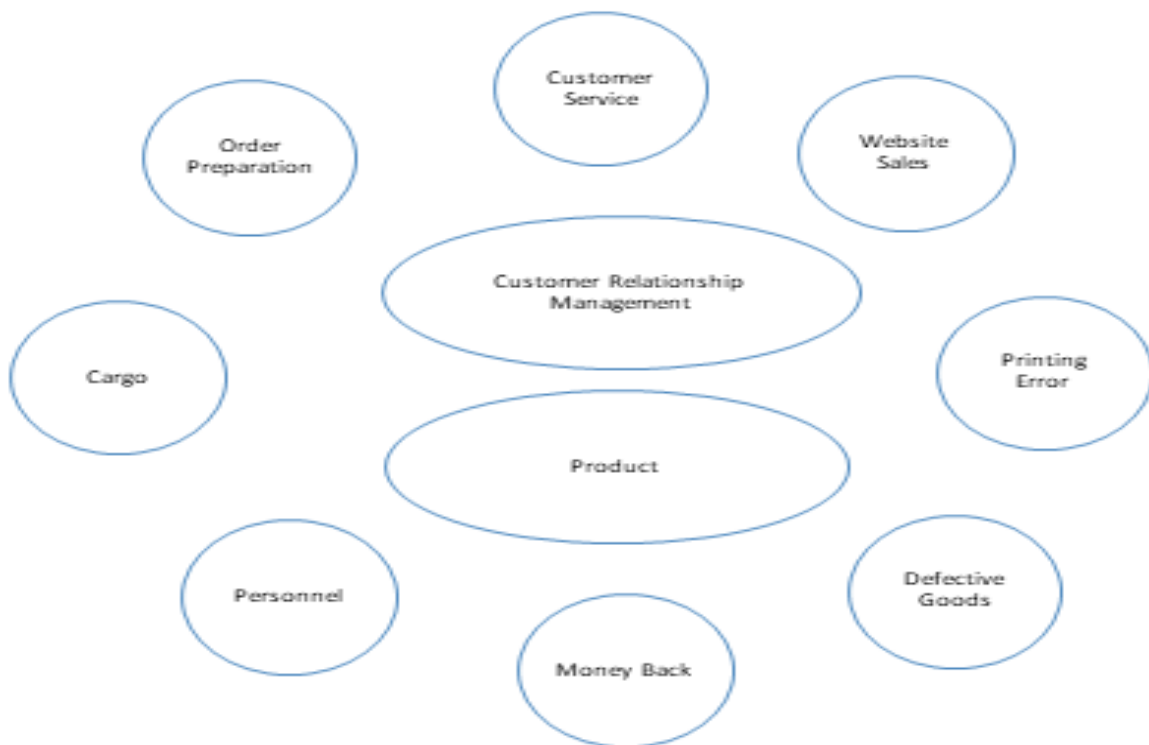 Customer
Service
Order
Preparation
Website
Sales
Customer Relationship
Management
Cargo
Printing
Error
Product
Personnel
Defective
Goods
Money Back